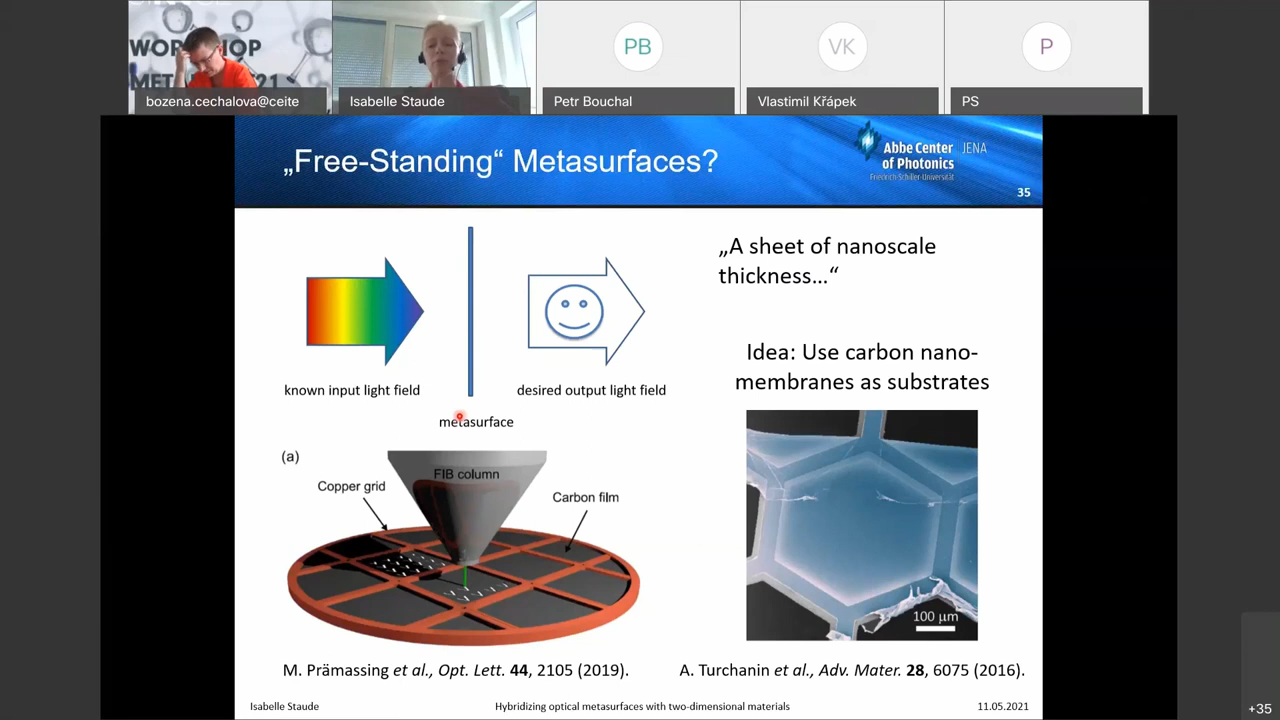 WORKSHOP
bozena.cechalova@ceite
Isabelle Staude
PB
Petr Bouchal
VK
Vlastimil Křápek
P
PS
„Free-Standing“ Metasurfaces?
Abbe Center
of Photonics
JENA
Friedrich-Schiller-Universität
35
known input light field
desired output light field
metasurface
„A sheet of nanoscale
thickness...“
Idea: Use carbon nano-
membranes as substrates
(a)
FIB column
Copper grid
Carbon film
100 µm
M. Prämassing et al., Opt. Lett. 44, 2105 (2019).
A. Turchanin et al., Adv. Mater. 28, 6075 (2016).
Isabelle Staude
Hybridizing optical metasurfaces with two-dimensional materials
11.05.2021
+35